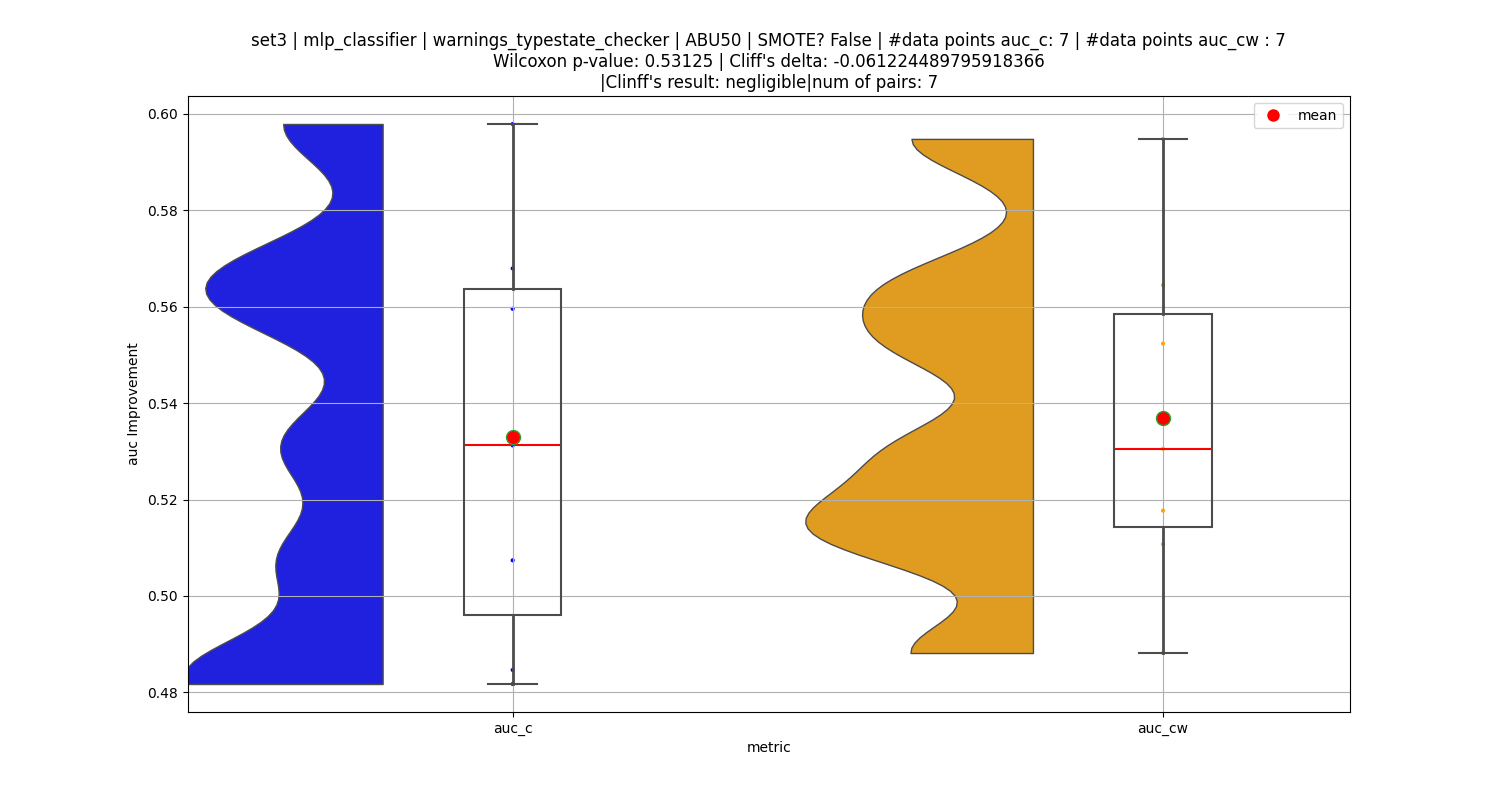 set3 | mlp_classifier | warnings_typestate_checker | ABU50 | SMOTE? False | #data points auc_c: 7 | #data points auc_cw : 7
Wilcoxon p-value: 0.53125 | Cliff's delta: -0.061224489795918366
|Clinff's result: negligible|num of pairs: 7
mean
0.60
0.58
0.56
0.54
0.52
0.50
0.48
auc Improvement
auc_c
auc_cw
metric